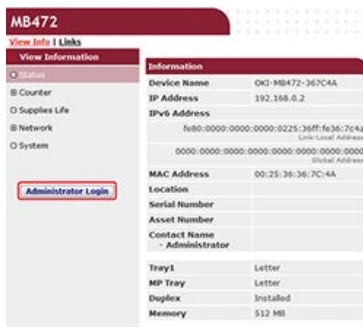 MB472
View Info | Links
View Information
Status
Counter
Supplies Life
Network
System
Administrator Login
Information
Device Name OKI-MB472-367C4A
IP Address 192.168.0.2
IPv6 Address
fe80:0000:0000:0000:0225:36ff:fe36:7c4a
Link-Local Address
0000:0000:0000:0000:0000:0000:0000:0000
Global Address
MAC Address 00:25:36:36:7C:4A
Location
Serial Number
Asset Number
Contact Name
- Administrator
Tray1 Letter
MP Tray Letter
Duplex Installed
Memory 512 MB